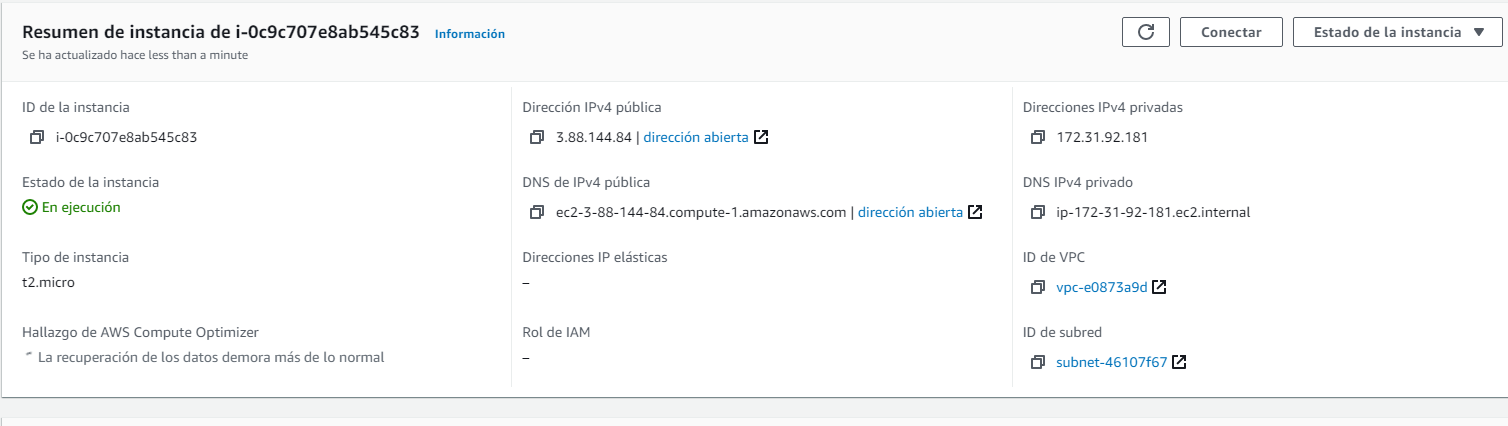 Resumen de instancia de i-0c9c707e8ab545c83 Información
Se ha actualizado hace less than a minute
Conectar
Estado de la instancia
ID de la instancia
i-0c9c707e8ab545c83
Estado de la instancia
En ejecución
Tipo de instancia
t2.micro
Hallazgo de AWS Compute Optimizer
La recuperación de los datos demora más de lo normal
Dirección IPv4 pública
3.88.144.84 | dirección abierta
DNS de IPv4 pública
ec2-3-88-144-84.compute-1.amazonaws.com | dirección abierta
Direcciones IP elásticas
–
Rol de IAM
–
Direcciones IPv4 privadas
172.31.92.181
DNS IPv4 privado
ip-172-31-92-181.ec2.internal
ID de VPC
vpc-e0873a9d
ID de subred
subnet-46107f67